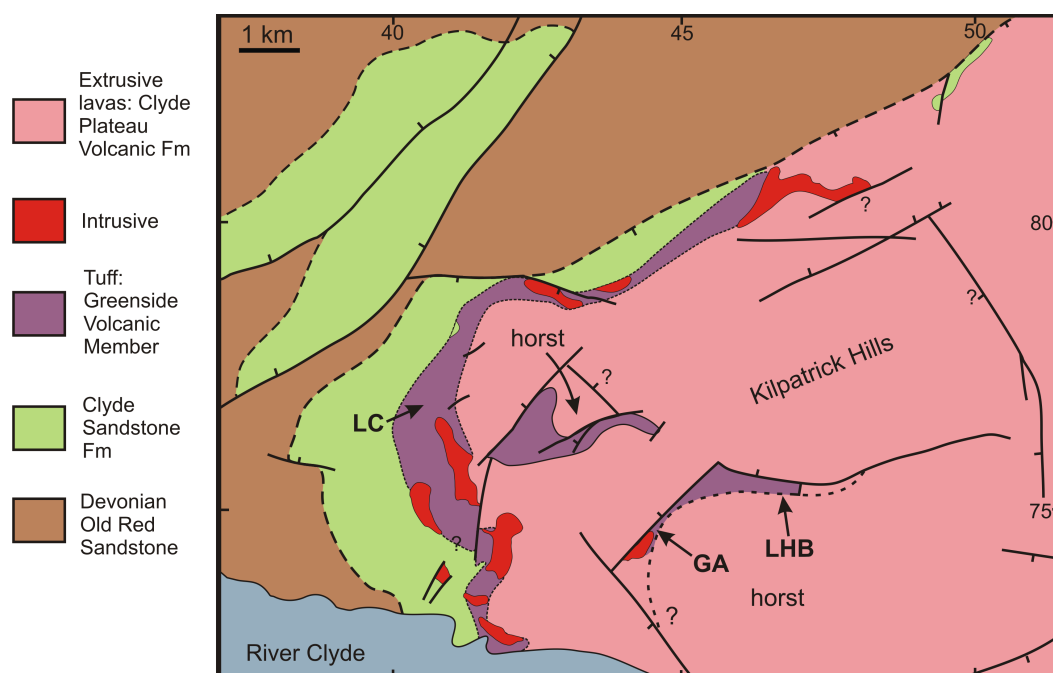 Extrusive
lavas: Clyde
Plateau
Volcanic Fm
Intrusive
Tuff:
Greenside
Volcanic
Member
Clyde
Sandstone
Fm
Devonian
Old Red
Sandstone
1 km
40
45
50
?
80
?
horst
Kilpatrick Hills
?
LC
75
?
LHB
GA
horst
?
River Clyde